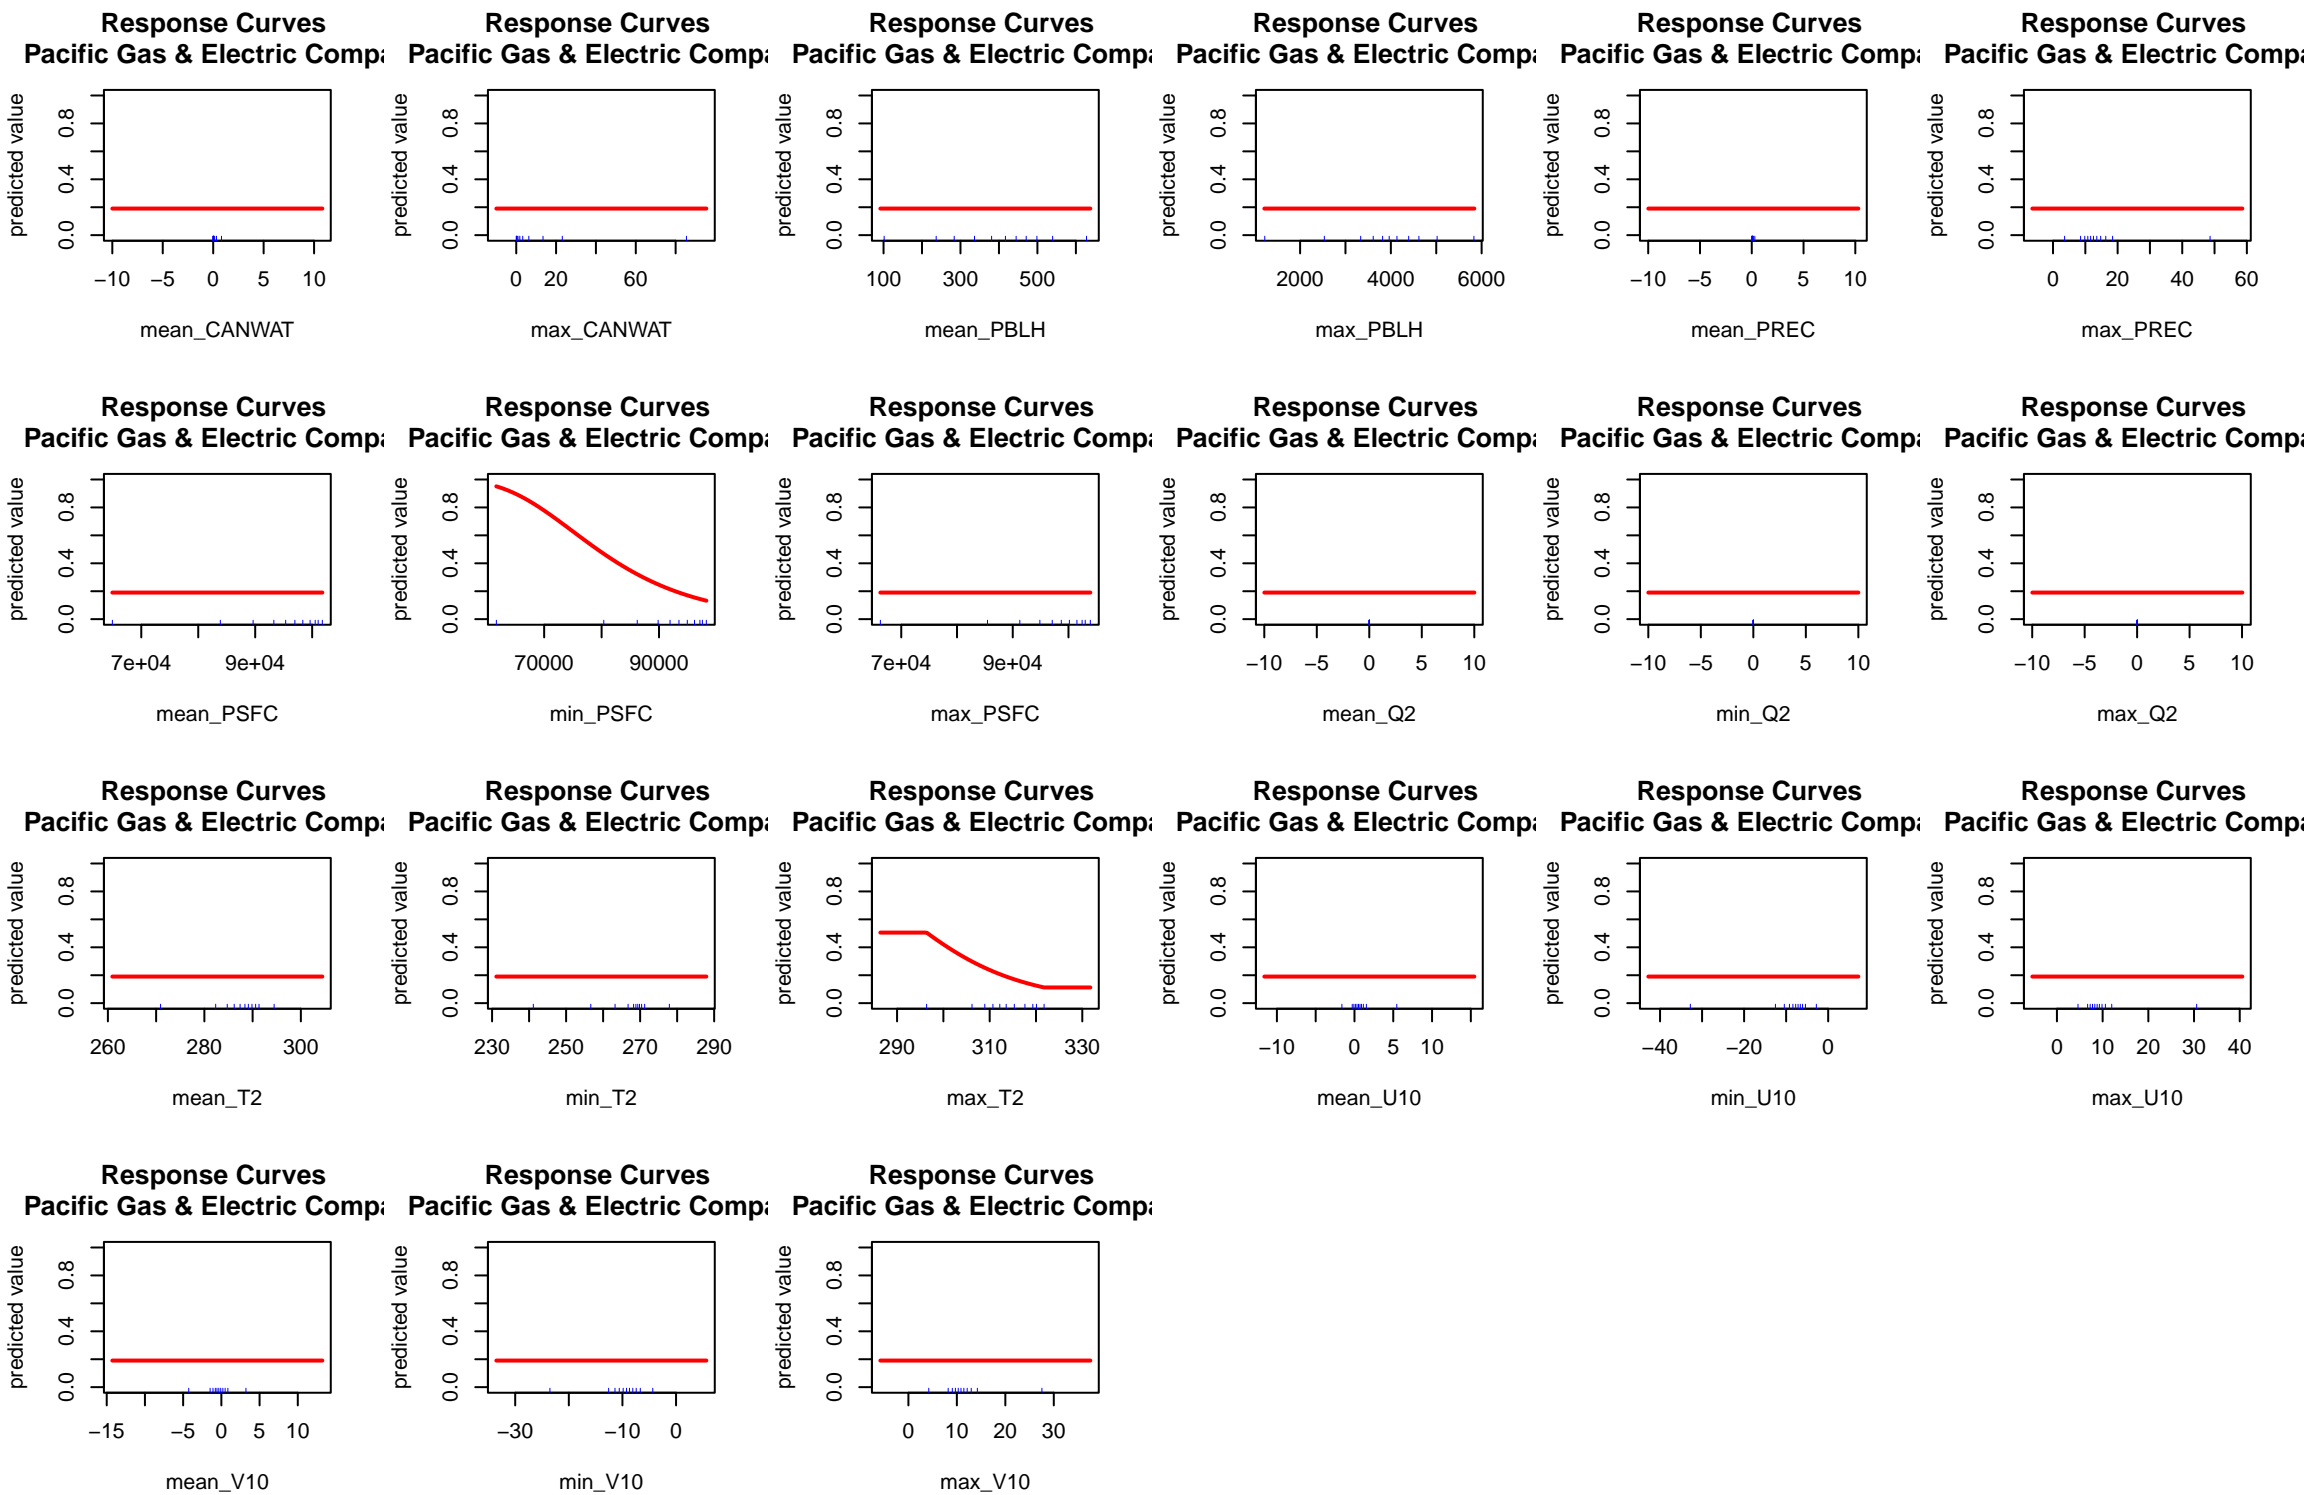 Response Curves
Pacific Gas & Electric Compa
predicted value
0.0 0.4 0.8
−10 −5 0 5 10
mean_CANWAT
Response Curves
Pacific Gas & Electric Compa
predicted value
0.0 0.4 0.8
0 20 60
max_CANWAT
Response Curves
Pacific Gas & Electric Compa
predicted value
0.0 0.4 0.8
100 300 500
mean_PBLH
Response Curves
Pacific Gas & Electric Compa
predicted value
0.0 0.4 0.8
2000 4000 6000
max_PBLH
Response Curves
Pacific Gas & Electric Compa
predicted value
0.0 0.4 0.8
−10 −5 0 5 10
mean_PREC
Response Curves
Pacific Gas & Electric Compa
predicted value
0.0 0.4 0.8
0 20 40 60
max_PREC
Response Curves
Pacific Gas & Electric Compa
predicted value
0.0 0.4 0.8
7e+04 9e+04
mean_PSFC
Response Curves
Pacific Gas & Electric Compa
predicted value
0.0 0.4 0.8
70000 90000
min_PSFC
Response Curves
Pacific Gas & Electric Compa
predicted value
0.0 0.4 0.8
7e+04 9e+04
max_PSFC
Response Curves
Pacific Gas & Electric Compa
predicted value
0.0 0.4 0.8
−10 −5 0 5 10
mean_Q2
Response Curves
Pacific Gas & Electric Compa
predicted value
0.0 0.4 0.8
−10 −5 0 5 10
min_Q2
Response Curves
Pacific Gas & Electric Compa
predicted value
0.0 0.4 0.8
−10 −5 0 5 10
max_Q2
Response Curves
Pacific Gas & Electric Compa
predicted value
0.0 0.4 0.8
260 280 300
mean_T2
Response Curves
Pacific Gas & Electric Compa
predicted value
0.0 0.4 0.8
230 250 270 290
min_T2
Response Curves
Pacific Gas & Electric Compa
predicted value
0.0 0.4 0.8
290 310 330
max_T2
Response Curves
Pacific Gas & Electric Compa
predicted value
0.0 0.4 0.8
−10 0 5 10
mean_U10
Response Curves
Pacific Gas & Electric Compa
predicted value
0.0 0.4 0.8
−40 −20 0
min_U10
Response Curves
Pacific Gas & Electric Compa
predicted value
0.0 0.4 0.8
0 10 20 30 40
max_U10
Response Curves
Pacific Gas & Electric Compa
predicted value
0.0 0.4 0.8
−15 −5 0 5 10
mean_V10
Response Curves
Pacific Gas & Electric Compa
predicted value
0.0 0.4 0.8
−30 −10 0
min_V10
Response Curves
Pacific Gas & Electric Compa
predicted value
0.0 0.4 0.8
0 10 20 30
max_V10